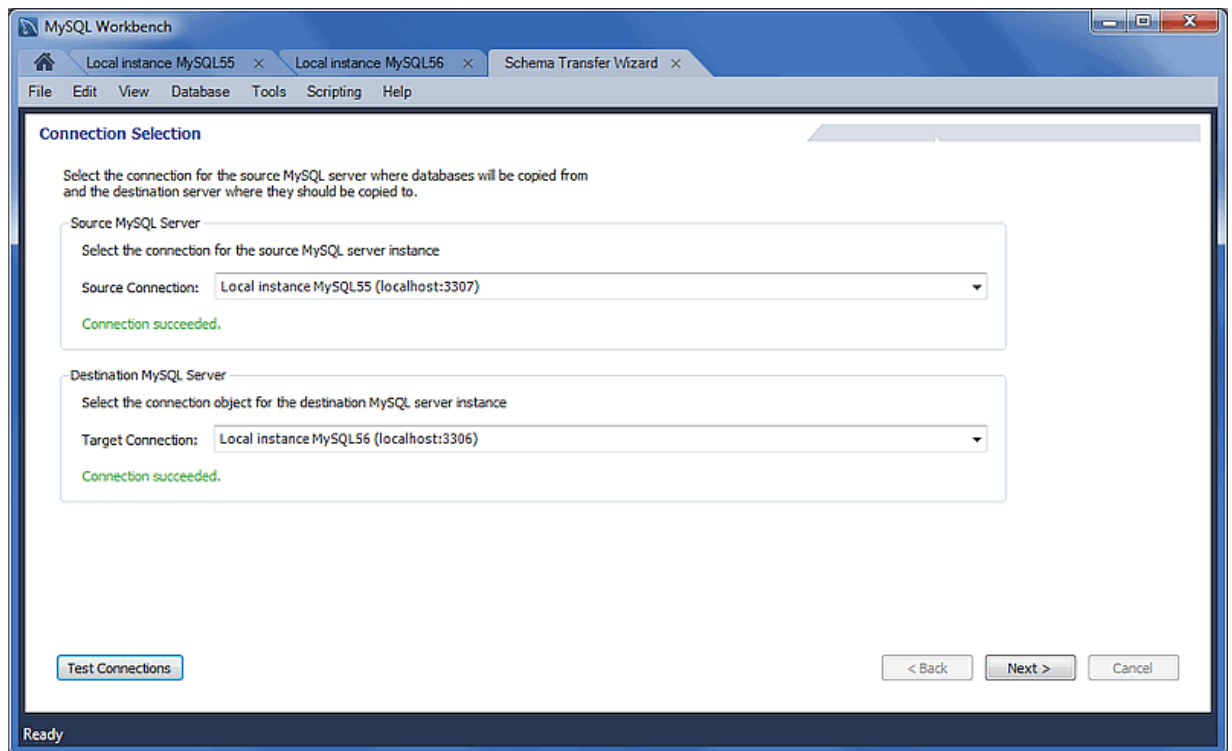 MySQL Workbench
Local instance MySQL55 × Local instance MySQL56 × Schema Transfer Wizard ×
File Edit View Database Tools Scripting Help
Connection Selection
Select the connection for the source MySQL server where databases will be copied from
and the destination server where they should be copied to.
Source MySQL Server
Select the connection for the source MySQL server instance
Source Connection: Local instance MySQL55 (localhost:3307)
Connection succeeded.
Destination MySQL Server
Select the connection object for the destination MySQL server instance
Target Connection: Local instance MySQL56 (localhost:3306)
Connection succeeded.
Test Connections < Back Next > Cancel
Ready